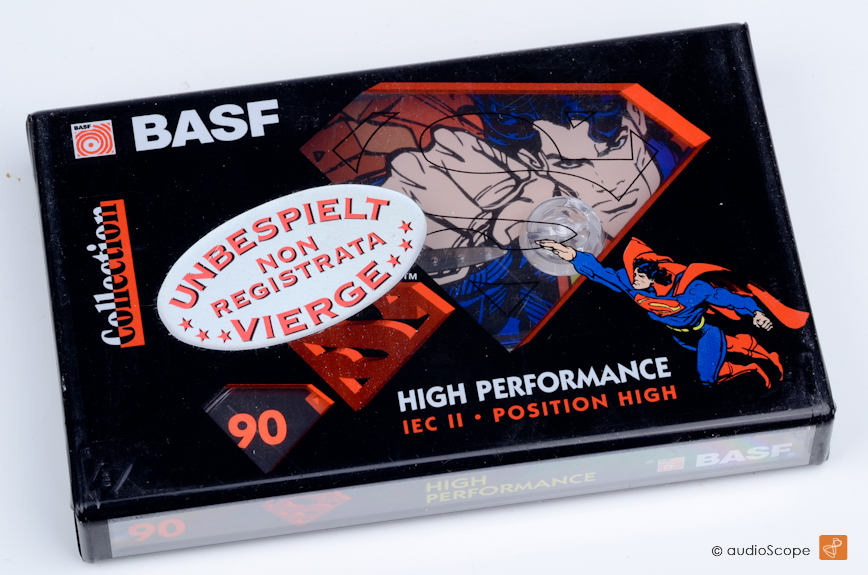 BASF
BASF
Collection
UNBESPIELT
NON
REGISTRATA
VIERGE
TM
90
HIGH PERFORMANCE
IEC II · POSITION HIGH
90
HIGH
PERFORMANCE
BASF
© audioScope